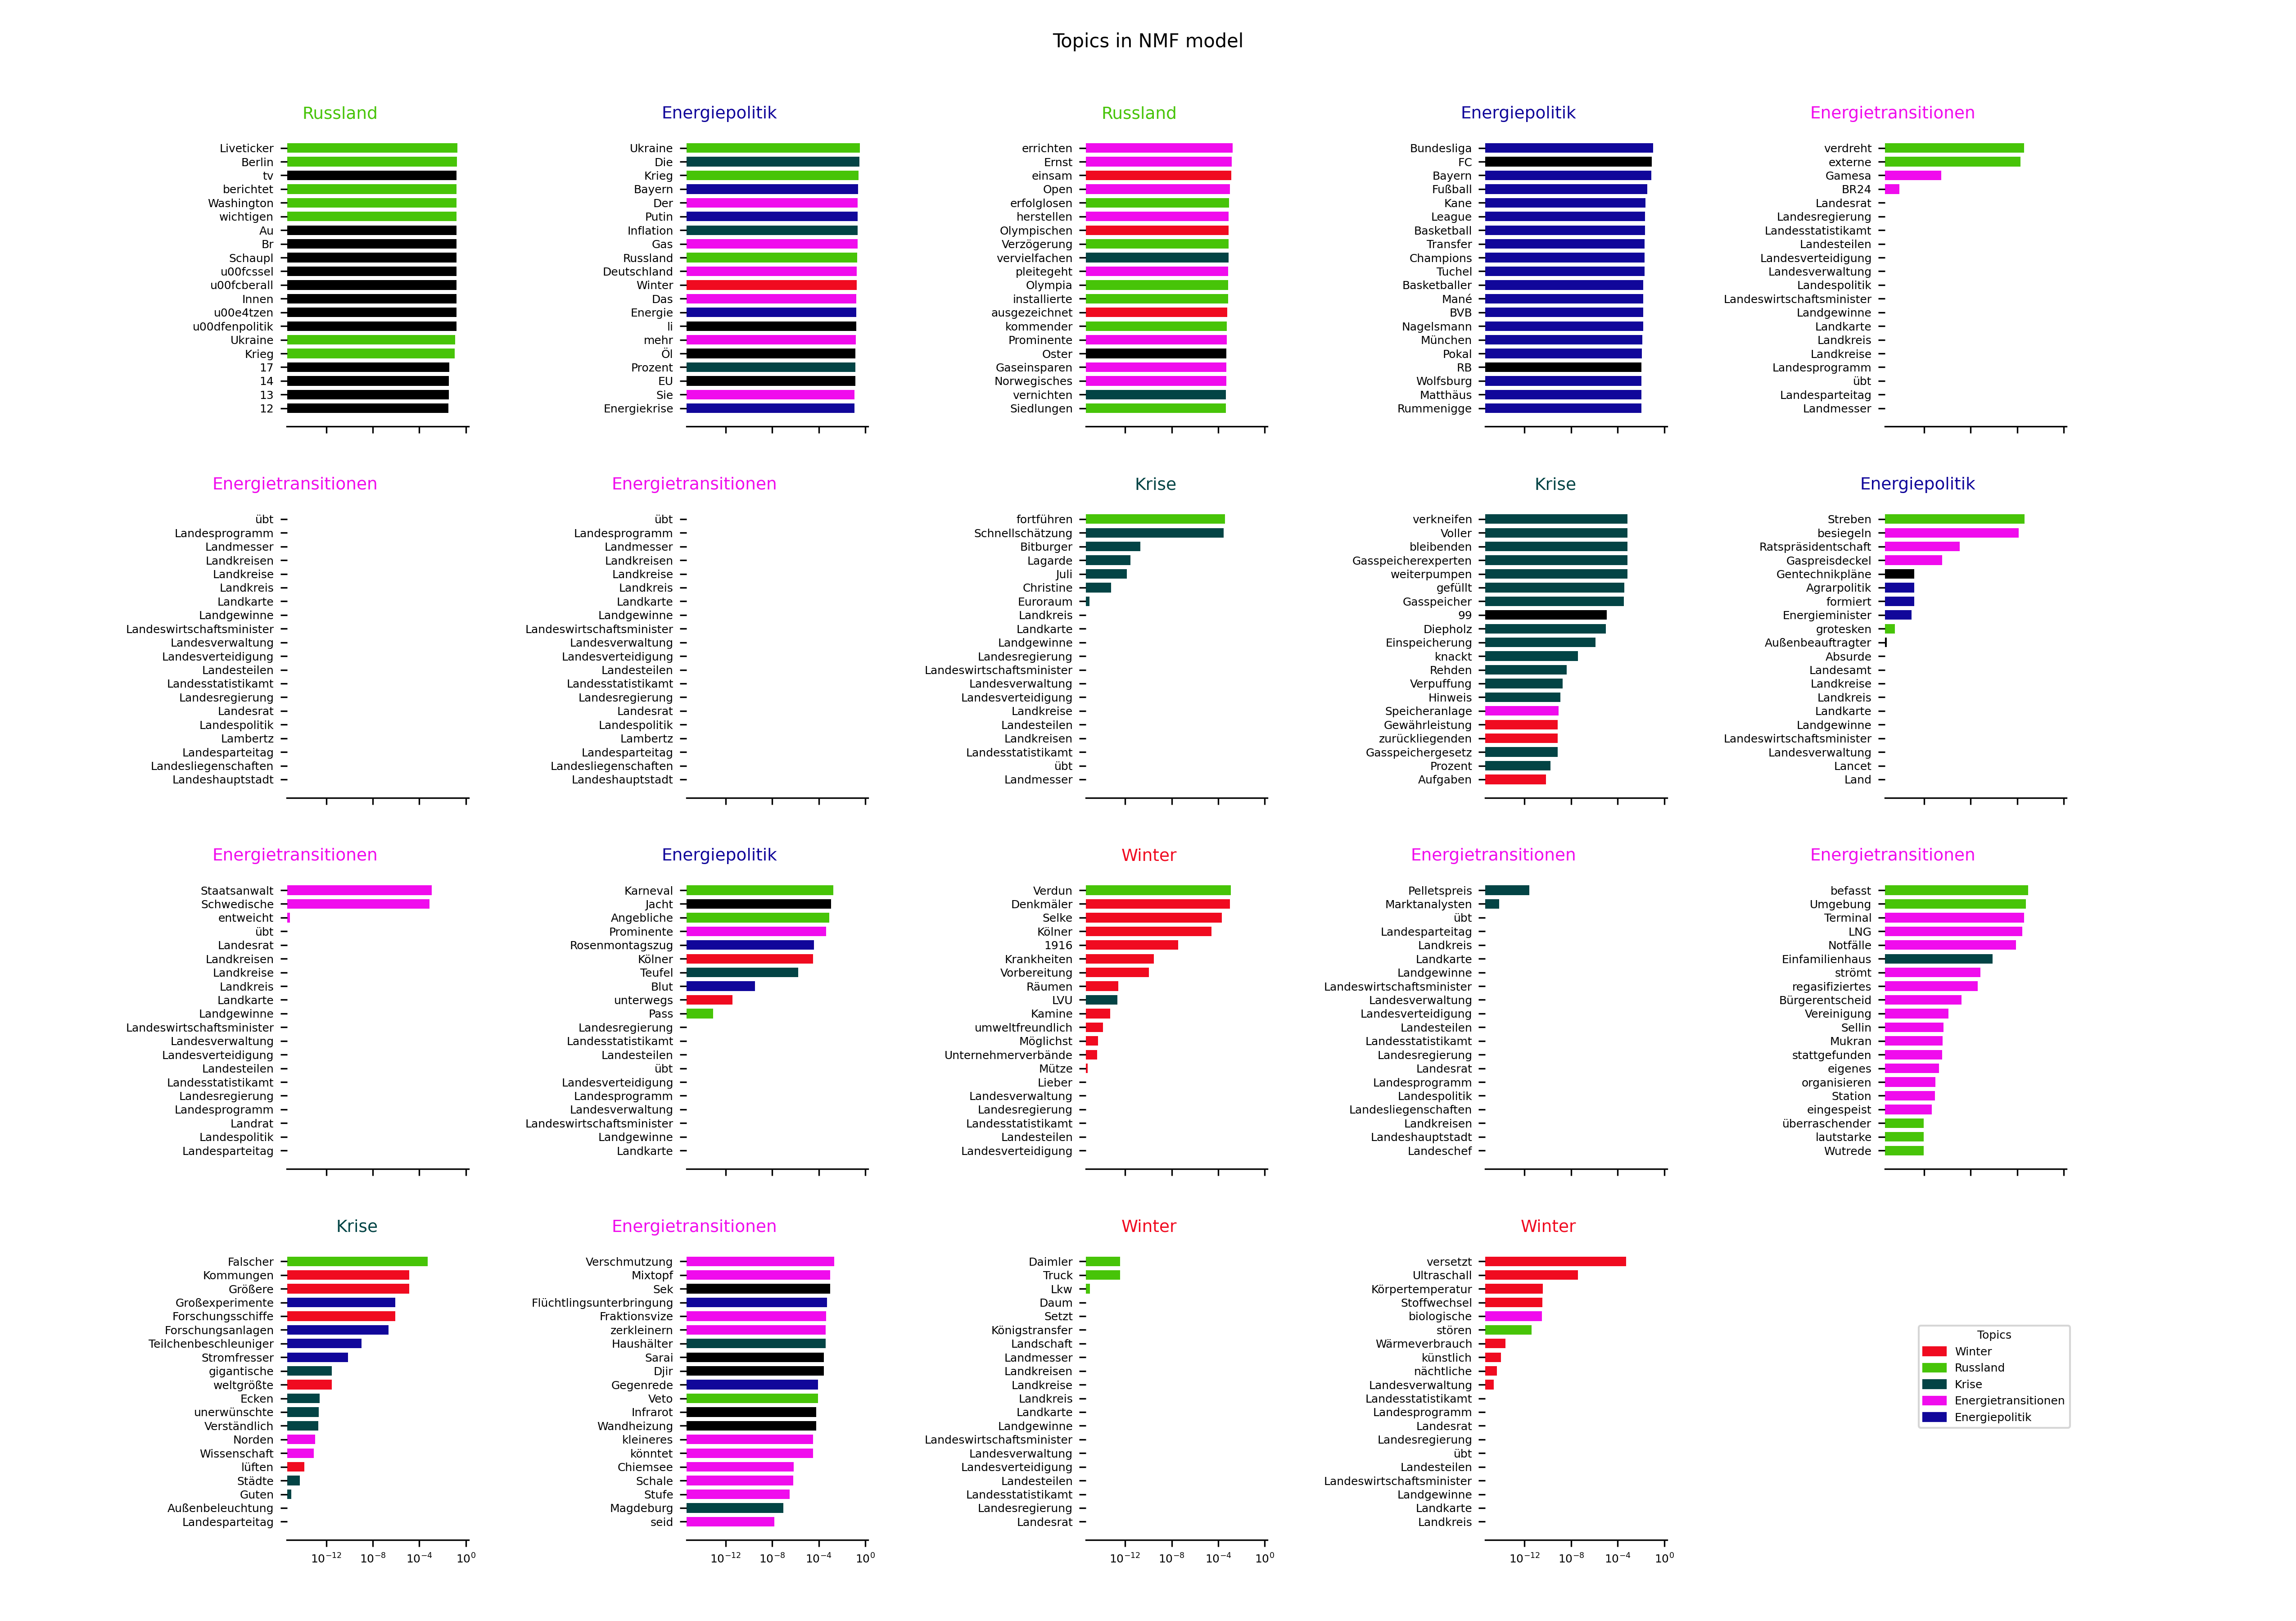 Topics in NMF model
Russland
Liveticker
Berlin
tv
berichtet
Washington
wichtigen
Au
Br
Schaupl
u00fcssel
u00fcberall
Innen
u00e4tzen
u00dfenpolitik
Ukraine
Krieg
17
14
13
12
Energiepolitik
Ukraine
Die
Krieg
Bayern
Der
Putin
Inflation
Gas
Russland
Deutschland
Winter
Das
Energie
li
mehr
Öl
Prozent
EU
Sie
Energiekrise
Russland
errichten
Ernst
einsam
Open
erfolglosen
herstellen
Olympischen
Verzögerung
vervielfachen
pleitegeht
Olympia
installierte
ausgezeichnet
kommender
Prominente
Oster
Gaseinsparen
Norwegisches
vernichten
Siedlungen
Energiepolitik
Bundesliga
FC
Bayern
Fußball
Kane
League
Basketball
Transfer
Champions
Tuchel
Basketballer
Mané
BVB
Nagelsmann
München
Pokal
RB
Wolfsburg
Matthäus
Rummenigge
Energietransitionen
verdreht
externe
Gamesa
BR24
Landesrat
Landesregierung
Landesstatistikamt
Landesteilen
Landesverteidigung
Landesverwaltung
Landespolitik
Landeswirtschaftsminister
Landgewinne
Landkarte
Landkreis
Landkreise
Landesprogramm
übt
Landesparteitag
Landmesser
Energietransitionen
übt
Landesprogramm
Landmesser
Landkreisen
Landkreise
Landkreis
Landkarte
Landgewinne
Landeswirtschaftsminister
Landesverwaltung
Landesverteidigung
Landesteilen
Landesstatistikamt
Landesregierung
Landesrat
Landespolitik
Lambertz
Landesparteitag
Landesliegenschaften
Landeshauptstadt
Energietransitionen
übt
Landesprogramm
Landmesser
Landkreisen
Landkreise
Landkreis
Landkarte
Landgewinne
Landeswirtschaftsminister
Landesverwaltung
Landesverteidigung
Landesteilen
Landesstatistikamt
Landesregierung
Landesrat
Landespolitik
Lambertz
Landesparteitag
Landesliegenschaften
Landeshauptstadt
Krise
fortführen
Schnellschätzung
Bitburger
Lagarde
Juli
Christine
Euroraum
Landkreis
Landkarte
Landgewinne
Landesregierung
Landeswirtschaftsminister
Landesverwaltung
Landesverteidigung
Landkreise
Landesteilen
Landkreisen
Landesstatistikamt
übt
Landmesser
Krise
verkneifen
Voller
bleibenden
Gasspeicherexperten
weiterpumpen
gefüllt
Gasspeicher
99
Diepholz
Einspeicherung
knackt
Rehden
Verpuffung
Hinweis
Speicheranlage
Gewährleistung
zurückliegenden
Gasspeichergesetz
Prozent
Aufgaben
Energiepolitik
Streben
besiegeln
Ratspräsidentschaft
Gaspreisdeckel
Gentechnikpläne
Agrarpolitik
formiert
Energieminister
grotesken
Außenbeauftragter
Absurde
Landesamt
Landkreise
Landkreis
Landkarte
Landgewinne
Landeswirtschaftsminister
Landesverwaltung
Lancet
Land
Energietransitionen
Staatsanwalt
Schwedische
entweicht
übt
Landesrat
Landkreisen
Landkreise
Landkreis
Landkarte
Landgewinne
Landeswirtschaftsminister
Landesverwaltung
Landesverteidigung
Landesteilen
Landesstatistikamt
Landesregierung
Landesprogramm
Landrat
Landespolitik
Landesparteitag
Energiepolitik
Karneval
Jacht
Angebliche
Prominente
Rosenmontagszug
Kölner
Teufel
Blut
unterwegs
Pass
Landesregierung
Landesstatistikamt
Landesteilen
übt
Landesverteidigung
Landesprogramm
Landesverwaltung
Landeswirtschaftsminister
Landgewinne
Landkarte
Winter
Verdun
Denkmäler
Selke
Kölner
1916
Krankheiten
Vorbereitung
Räumen
LVU
Kamine
umweltfreundlich
Möglichst
Unternehmerverbände
Mütze
Lieber
Landesverwaltung
Landesregierung
Landesstatistikamt
Landesteilen
Landesverteidigung
Energietransitionen
Pelletspreis
Marktanalysten
übt
Landesparteitag
Landkreis
Landkarte
Landgewinne
Landeswirtschaftsminister
Landesverwaltung
Landesverteidigung
Landesteilen
Landesstatistikamt
Landesregierung
Landesrat
Landesprogramm
Landespolitik
Landesliegenschaften
Landkreisen
Landeshauptstadt
Landeschef
Energietransitionen
befasst
Umgebung
Terminal
LNG
Notfälle
Einfamilienhaus
strömt
regasifiziertes
Bürgerentscheid
Vereinigung
Sellin
Mukran
stattgefunden
eigenes
organisieren
Station
eingespeist
überraschender
lautstarke
Wutrede
Krise
Falscher
Kommungen
Größere
Großexperimente
Forschungsschiffe
Forschungsanlagen
Teilchenbeschleuniger
Stromfresser
gigantische
weltgrößte
Ecken
unerwünschte
Verständlich
Norden
Wissenschaft
lüften
Städte
Guten
Außenbeleuchtung
Landesparteitag
10⁻¹² 10⁻⁸ 10⁻⁴ 10⁰
Energietransitionen
Verschmutzung
Mixtopf
Sek
Flüchtlingsunterbringung
Fraktionsvize
zerkleinern
Haushälter
Sarai
Djir
Gegenrede
Veto
Infrarot
Wandheizung
kleineres
könntet
Chiemsee
Schale
Stufe
Magdeburg
seid
10⁻¹² 10⁻⁸ 10⁻⁴ 10⁰
Winter
Daimler
Truck
Lkw
Daum
Setzt
Königstransfer
Landschaft
Landmesser
Landkreisen
Landkreise
Landkreis
Landkarte
Landgewinne
Landeswirtschaftsminister
Landesverwaltung
Landesverteidigung
Landesteilen
Landesstatistikamt
Landesregierung
Landesrat
10⁻¹² 10⁻⁸ 10⁻⁴ 10⁰
Winter
versetzt
Ultraschall
Körpertemperatur
Stoffwechsel
biologische
stören
Wärmeverbrauch
künstlich
nächtliche
Landesverwaltung
Landesstatistikamt
Landesprogramm
Landesrat
Landesregierung
übt
Landesteilen
Landeswirtschaftsminister
Landgewinne
Landkarte
Landkreis
10⁻¹² 10⁻⁸ 10⁻⁴ 10⁰
Topics
Winter
Russland
Krise
Energietransitionen
Energiepolitik